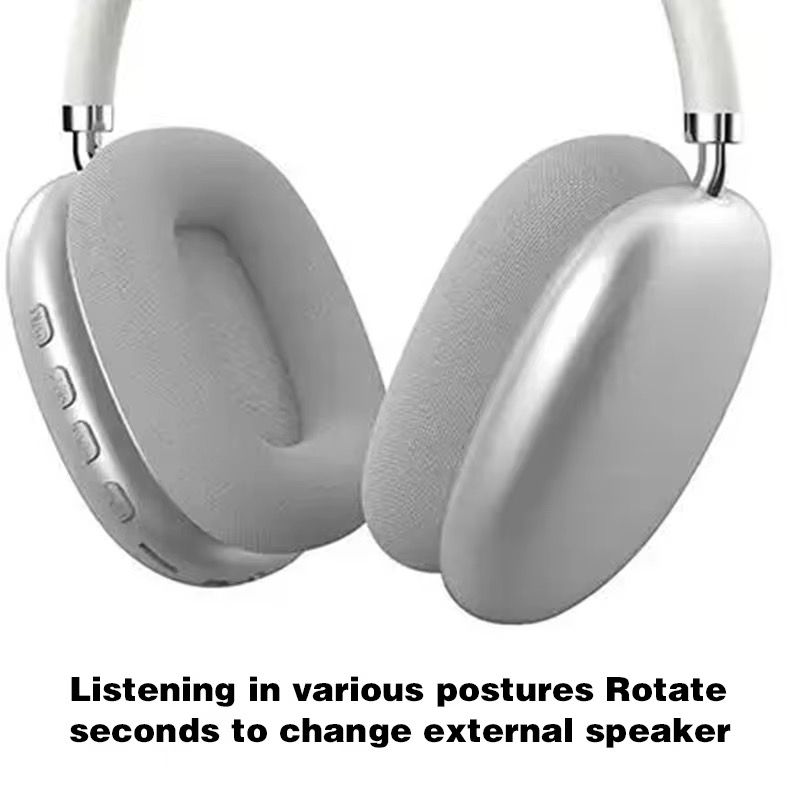 Listening in various postures Rotate
seconds to change external speaker